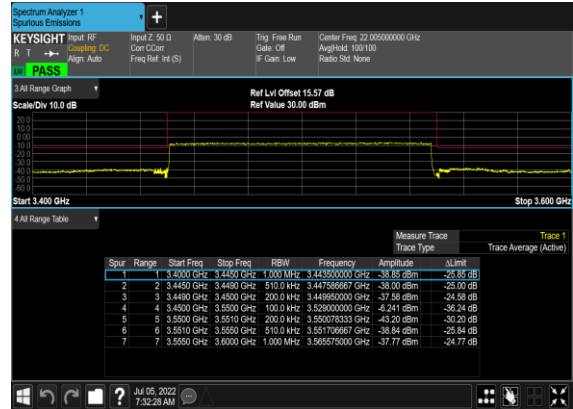 Spectrum Analyzer 1
Spurious Emissions
KEYSIGHT Input: RF Input Z: 50 Ω Atten: 30 dB Trig: Free Run Center Freq: 22.005000000 GHz
R T Coupling: DC Corr CCorr Gate: Off Avg|Hold: 100/100
Align: Auto Freq Ref: Int (S) IF Gain: Low Radio Std: None
PASS
3 All Range Graph
Ref Lvl Offset 15.57 dB
Scale/Div 10.0 dB Ref Value 30.00 dBm
20.0
10.0
0.00
-10.0
-20.0
-30.0
-40.0
-50.0
-60.0
Start 3.400 GHz Stop 3.600 GHz
4 All Range Table
Measure Trace Trace 1
Trace Type Trace Average (Active)
Spur Range Start Freq Stop Freq RBW Frequency Amplitude ΔLimit
1 1 3.4000 GHz 3.4450 GHz 1.000 MHz 3.443500000 GHz -38.85 dBm -25.85 dB
2 2 3.4450 GHz 3.4490 GHz 510.0 kHz 3.447586667 GHz -38.00 dBm -25.00 dB
3 3 3.4490 GHz 3.4500 GHz 200.0 kHz 3.449950000 GHz -37.58 dBm -24.58 dB
4 4 3.4500 GHz 3.5500 GHz 100.0 kHz 3.529000000 GHz -6.241 dBm -36.24 dB
5 5 3.5500 GHz 3.5510 GHz 200.0 kHz 3.550078333 GHz -43.20 dBm -30.20 dB
6 6 3.5510 GHz 3.5550 GHz 510.0 kHz 3.551706667 GHz -38.84 dBm -25.84 dB
7 7 3.5550 GHz 3.6000 GHz 1.000 MHz 3.565575000 GHz -37.77 dBm -24.77 dB
? Jul 05, 2022
7:32:28 AM